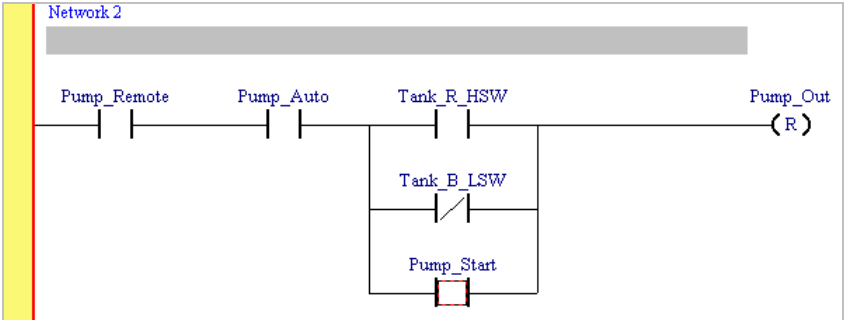 Network 2
Pump_Remote Pump_Auto Tank_R_HSW Pump_Out
R
Tank_B_LSW
Pump_Start